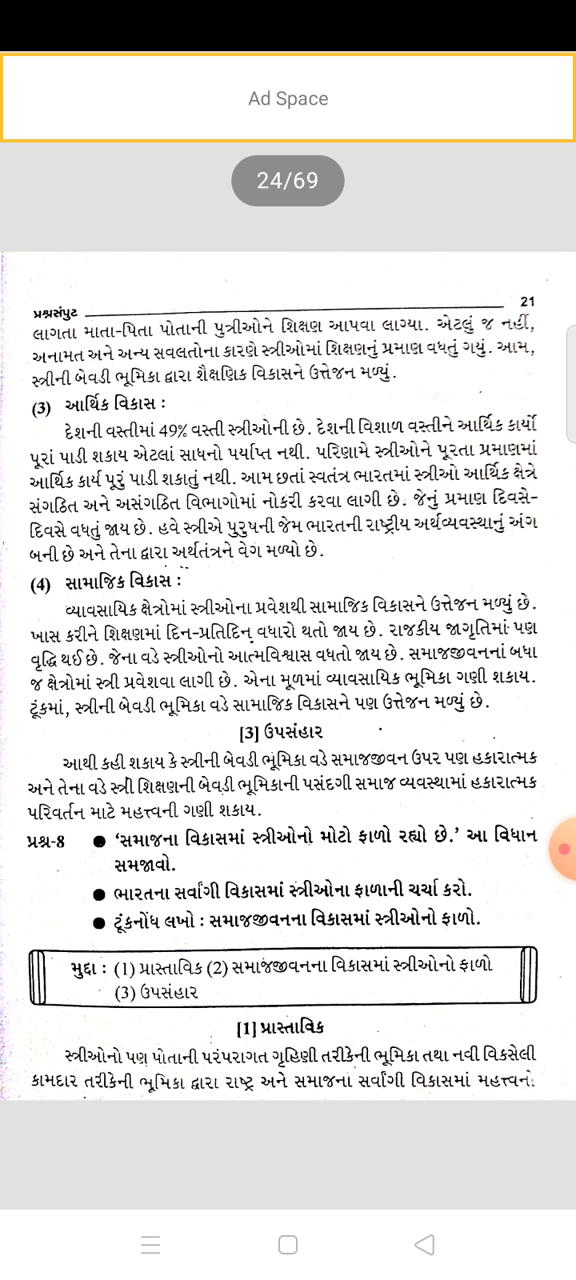 Ad Space
24/69
પ્રશ્નસંપુટ 21
લાગતા માતા-પિતા પોતાની પુત્રીઓને શિક્ષણ આપવા લાગ્યા. એટલું જ નહીં,
અનામત અને અન્ય સવલતોના કારણે સ્ત્રીઓમાં શિક્ષણનું પ્રમાણ વધતું ગયું. આમ,
સ્ત્રીની બેવડી ભૂમિકા દ્વારા શૈક્ષણિક વિકાસને ઉત્તેજન મળ્યું.
(3) આર્થિક વિકાસ :
દેશની વસ્તીમાં 49% વસ્તી સ્ત્રીઓની છે. દેશની વિશાળ વસ્તીને આર્થિક કાર્યો
પૂરાં પાડી શકાય એટલાં સાધનો પર્યાપ્ત નથી. પરિણામે સ્ત્રીઓને પૂરતા પ્રમાણમાં
આર્થિક કાર્ય પૂરું પાડી શકાતું નથી. આમ છતાં સ્વતંત્ર ભારતમાં સ્ત્રીઓ આર્થિક ક્ષેત્રે
સંગઠિત અને અસંગઠિત વિભાગોમાં નોકરી કરવા લાગી છે. જેનું પ્રમાણ દિવસે-
દિવસે વધતું જાય છે. હવે સ્ત્રીએ પુરુષની જેમ ભારતની રાષ્ટ્રીય અર્થવ્યવસ્થાનું અંગ
બની છે અને તેના દ્વારા અર્થતંત્રને વેગ મળ્યો છે.
(4) સામાજિક વિકાસ :
વ્યાવસાયિક ક્ષેત્રોમાં સ્ત્રીઓના પ્રવેશથી સામાજિક વિકાસને ઉત્તેજન મળ્યું છે.
ખાસ કરીને શિક્ષણમાં દિન-પ્રતિદિન વધારો થતો જાય છે. રાજકીય જાગૃતિમાં પણ
વૃદ્ધિ થઈ છે. જેના વડે સ્ત્રીઓનો આત્મવિશ્વાસ વધતો જાય છે. સમાજજીવનનાં બધા
જ ક્ષેત્રોમાં સ્ત્રી પ્રવેશવા લાગી છે. એના મૂળમાં વ્યાવસાયિક ભૂમિકા ગણી શકાય.
ટૂંકમાં, સ્ત્રીની બેવડી ભૂમિકા વડે સામાજિક વિકાસને પણ ઉત્તેજન મળ્યું છે.
[3] ઉપસંહાર
આથી કહી શકાય કે સ્ત્રીની બેવડી ભૂમિકા વડે સમાજજીવન ઉપર પણ હકારાત્મક
અને તેના વડે સ્ત્રી શિક્ષણની બેવડી ભૂમિકાની પસંદગી સમાજ વ્યવસ્થામાં હકારાત્મક
પરિવર્તન માટે મહત્ત્વની ગણી શકાય.
પ્રશ્ન-8 ● 'સમાજના વિકાસમાં સ્ત્રીઓનો મોટો ફાળો રહ્યો છે.' આ વિધાન
સમજાવો.
● ભારતના સર્વાંગી વિકાસમાં સ્ત્રીઓના ફાળાની ચર્ચા કરો.
● ટૂંકનોંધ લખો : સમાજજીવનના વિકાસમાં સ્ત્રીઓનો ફાળો.
મુદ્દા : (1) પ્રાસ્તાવિક (2) સમાજજીવનના વિકાસમાં સ્ત્રીઓનો ફાળો
(3) ઉપસંહાર
[1] પ્રાસ્તાવિક
સ્ત્રીઓનો પણ પોતાની પરંપરાગત ગૃહિણી તરીકેની ભૂમિકા તથા નવી વિકસેલી
કામદાર તરીકેની ભૂમિકા દ્વારા રાષ્ટ્ર અને સમાજના સર્વાંગી વિકાસમાં મહત્ત્વનો